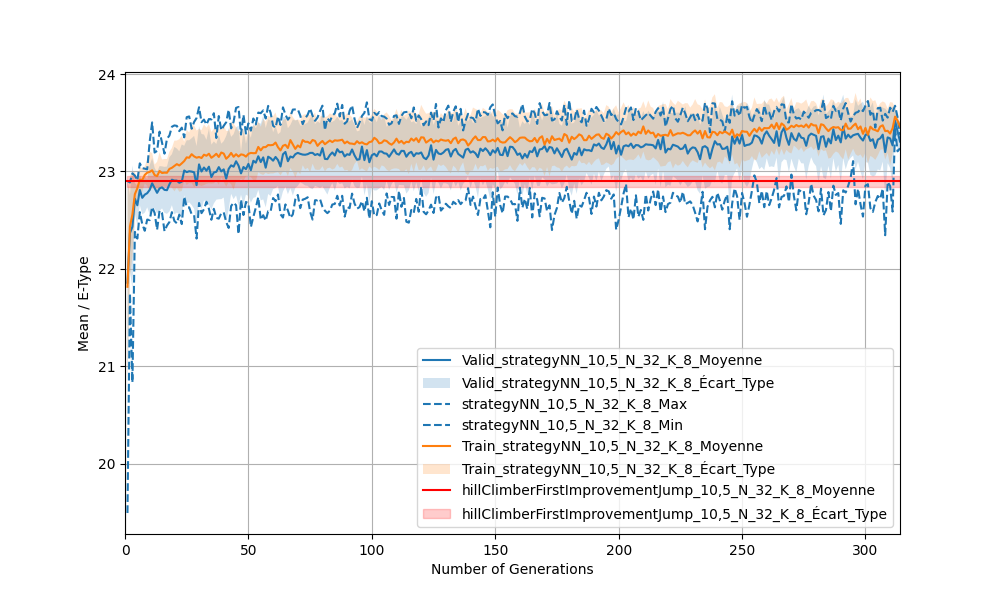 24
23
22
21
20
Mean / E-Type
Valid_strategyNN_10,5_N_32_K_8_Moyenne
Valid_strategyNN_10,5_N_32_K_8_Écart_Type
strategyNN_10,5_N_32_K_8_Max
strategyNN_10,5_N_32_K_8_Min
Train_strategyNN_10,5_N_32_K_8_Moyenne
Train_strategyNN_10,5_N_32_K_8_Écart_Type
hillClimberFirstImprovementJump_10,5_N_32_K_8_Moyenne
hillClimberFirstImprovementJump_10,5_N_32_K_8_Écart_Type
0 50 100 150 200 250 300
Number of Generations